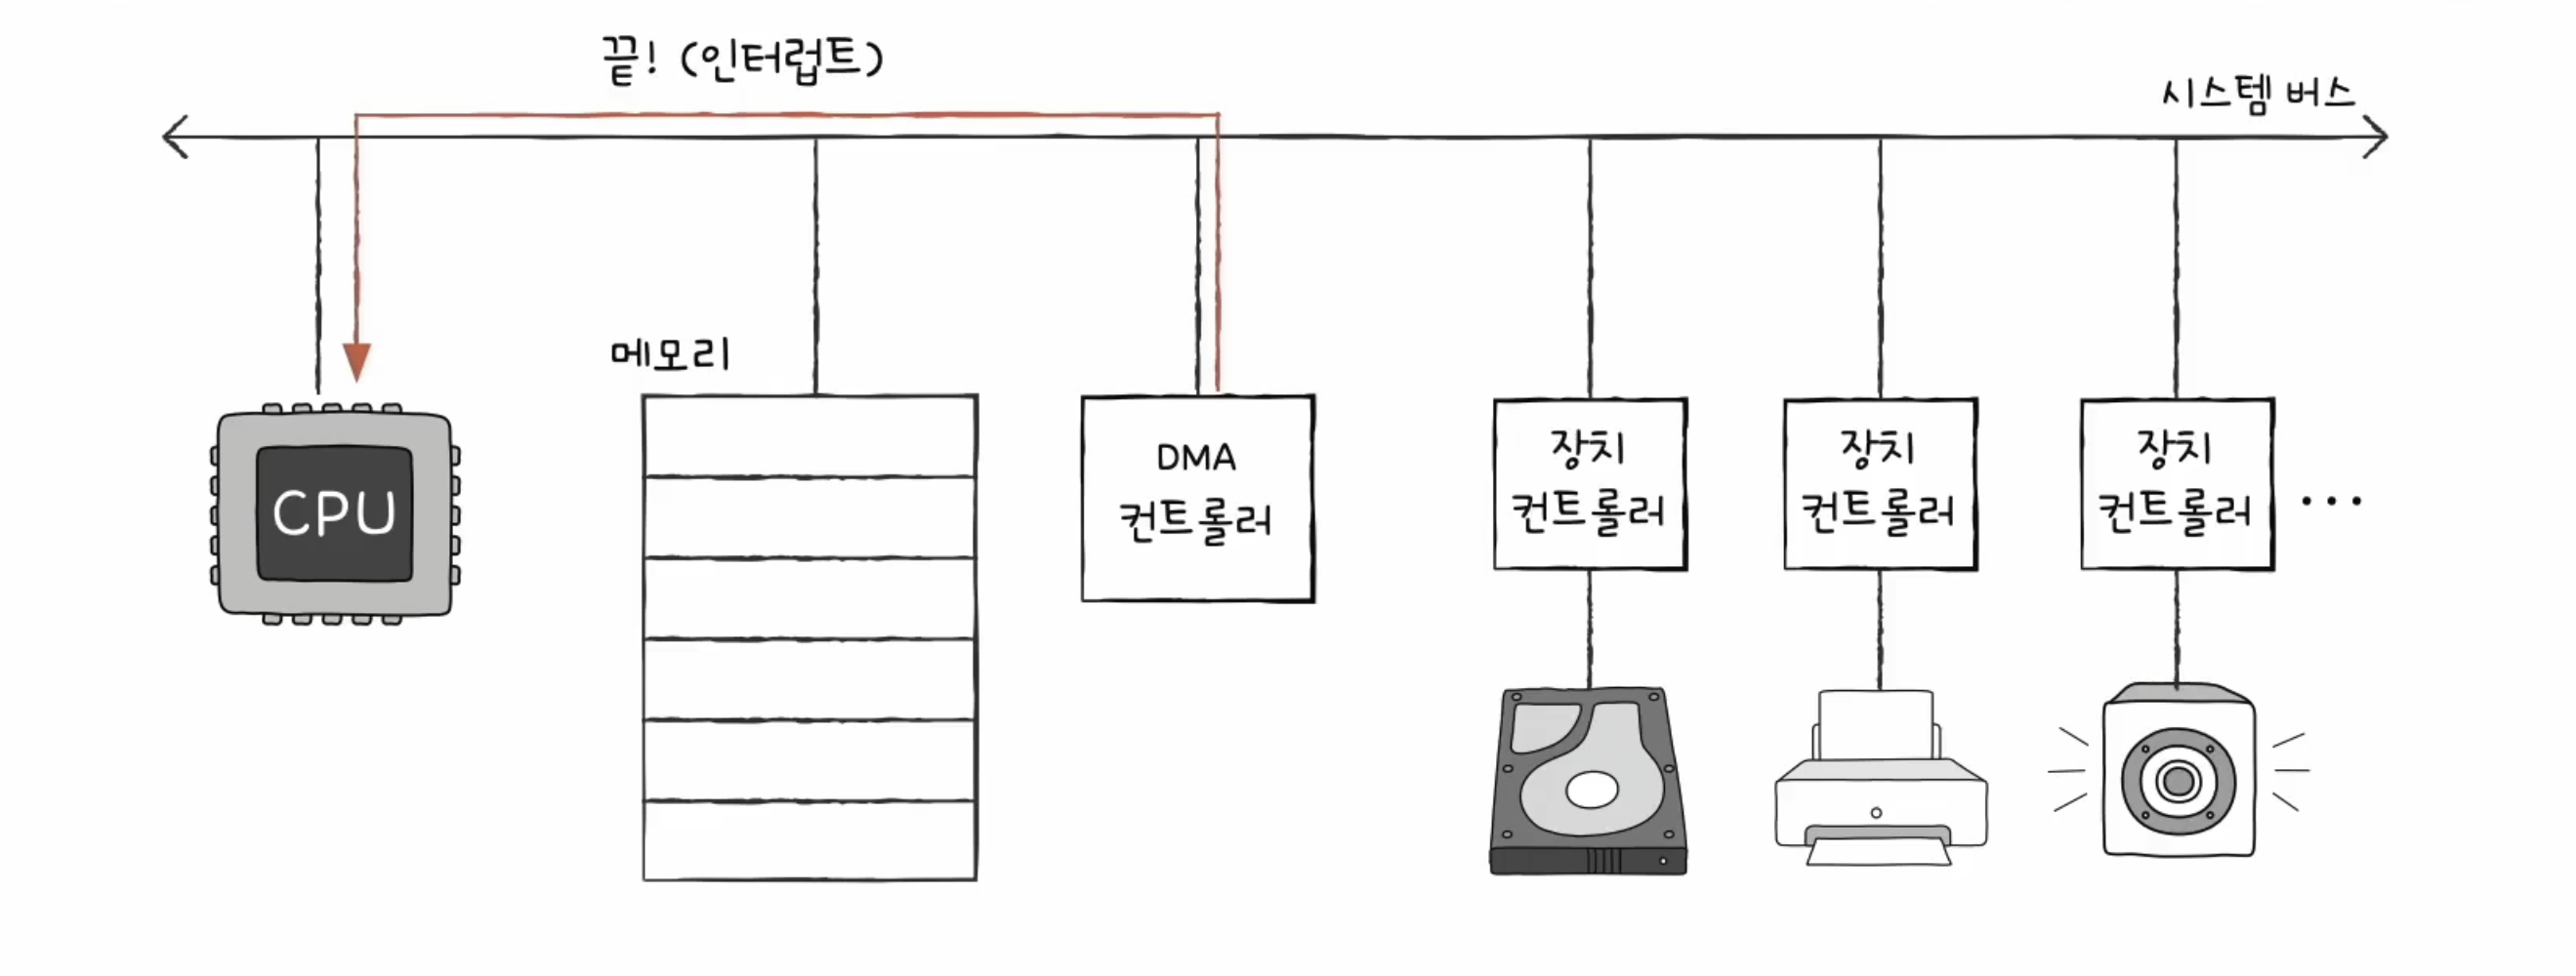 끝! (인터럽트)
시스템 버스
메모리
CPU
DMA
컨트롤러
장치
컨트롤러
장치
컨트롤러
장치
컨트롤러
...